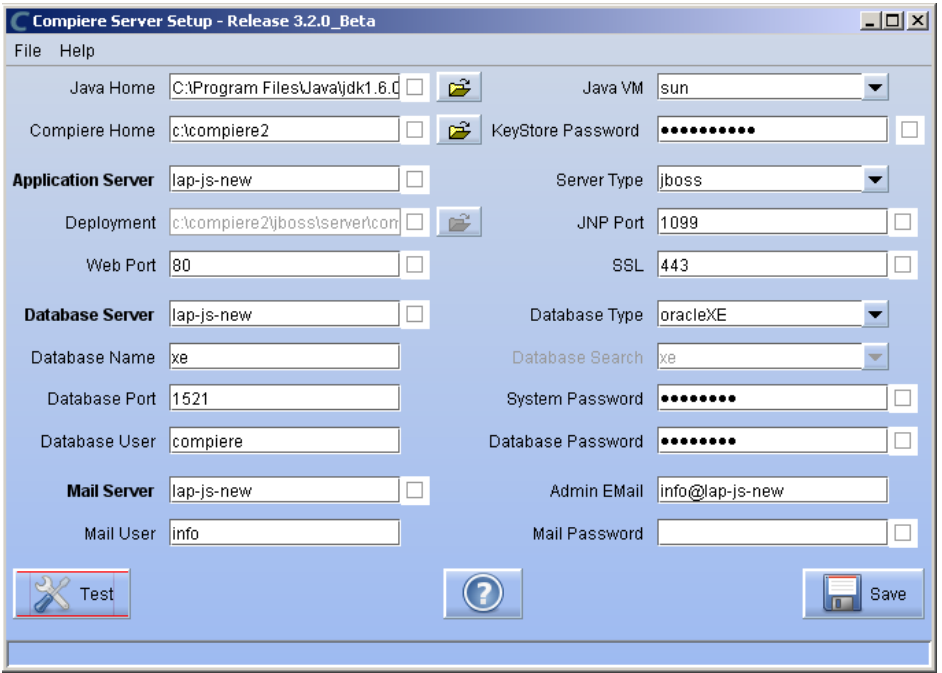 Compiere Server Setup - Release 3.2.0_Beta
File Help
Java Home C:\Program Files\Java\jdk1.6.0 Java VM sun
Compiere Home c:\compiere2 KeyStore Password ●●●●●●●●●●
Application Server lap-js-new Server Type jboss
Deployment c:\compiere2\jboss\server\com JNP Port 1099
Web Port 80 SSL 443
Database Server lap-js-new Database Type oracleXE
Database Name xe Database Search xe
Database Port 1521 System Password ●●●●●●●●
Database User compiere Database Password ●●●●●●●●
Mail Server lap-js-new Admin EMail info@lap-js-new
Mail User info Mail Password
Test ? Save